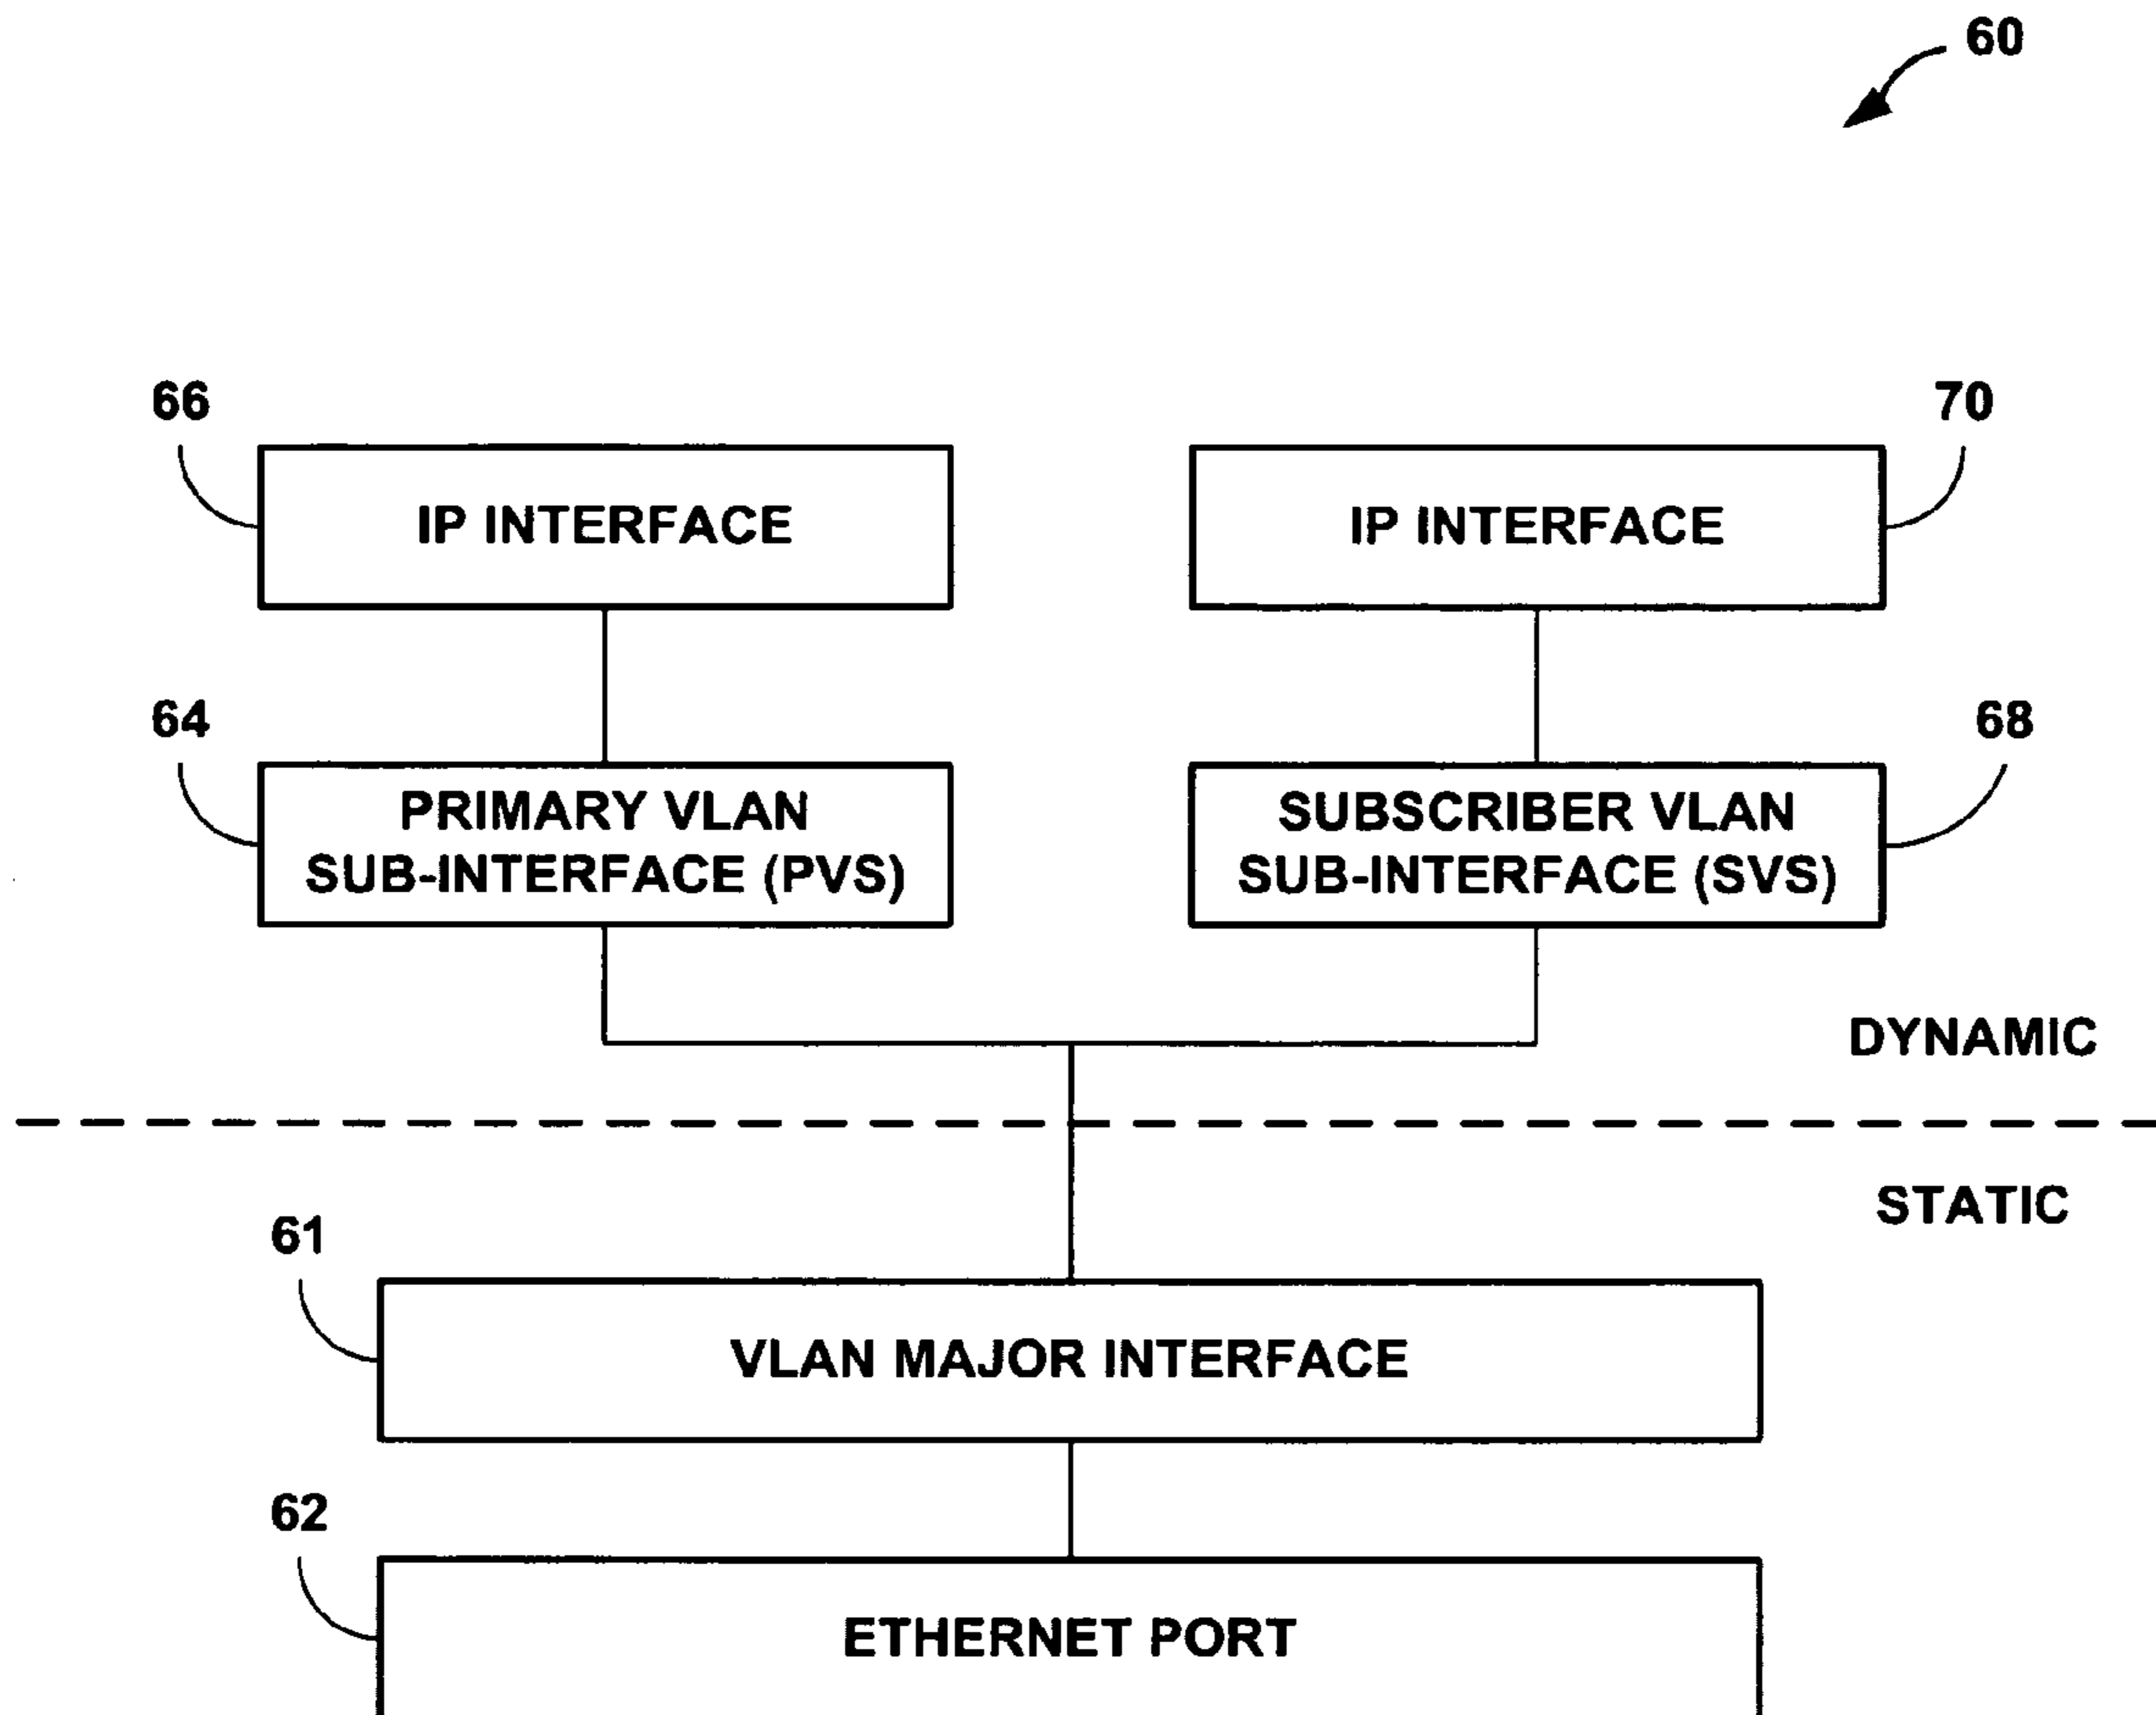 60
66
70
IP INTERFACE
IP INTERFACE
64
68
PRIMARY VLAN
SUB-INTERFACE (PVS)
SUBSCRIBER VLAN
SUB-INTERFACE (SVS)
DYNAMIC
STATIC
61
VLAN MAJOR INTERFACE
62
ETHERNET PORT